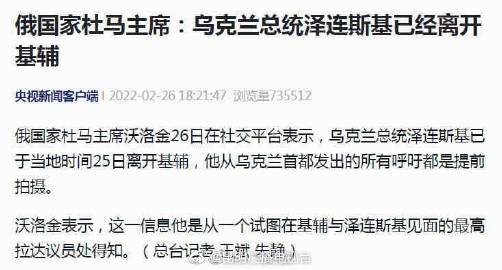 俄国家杜马主席：乌克兰总统泽连斯基已经离开
基辅
央视新闻客户端 | 2022-02-26 18:21:47 浏览量735512
俄国家杜马主席沃洛金26日在社交平台表示，乌克兰总统泽连斯基已
于当地时间25日离开基辅，他从乌克兰首都发出的所有呼吁都是提前
拍摄。
沃洛金表示，这一信息他是从一个试图在基辅与泽连斯基见面的最高
拉达议员处得知。（总台记者 王斌 朱静）